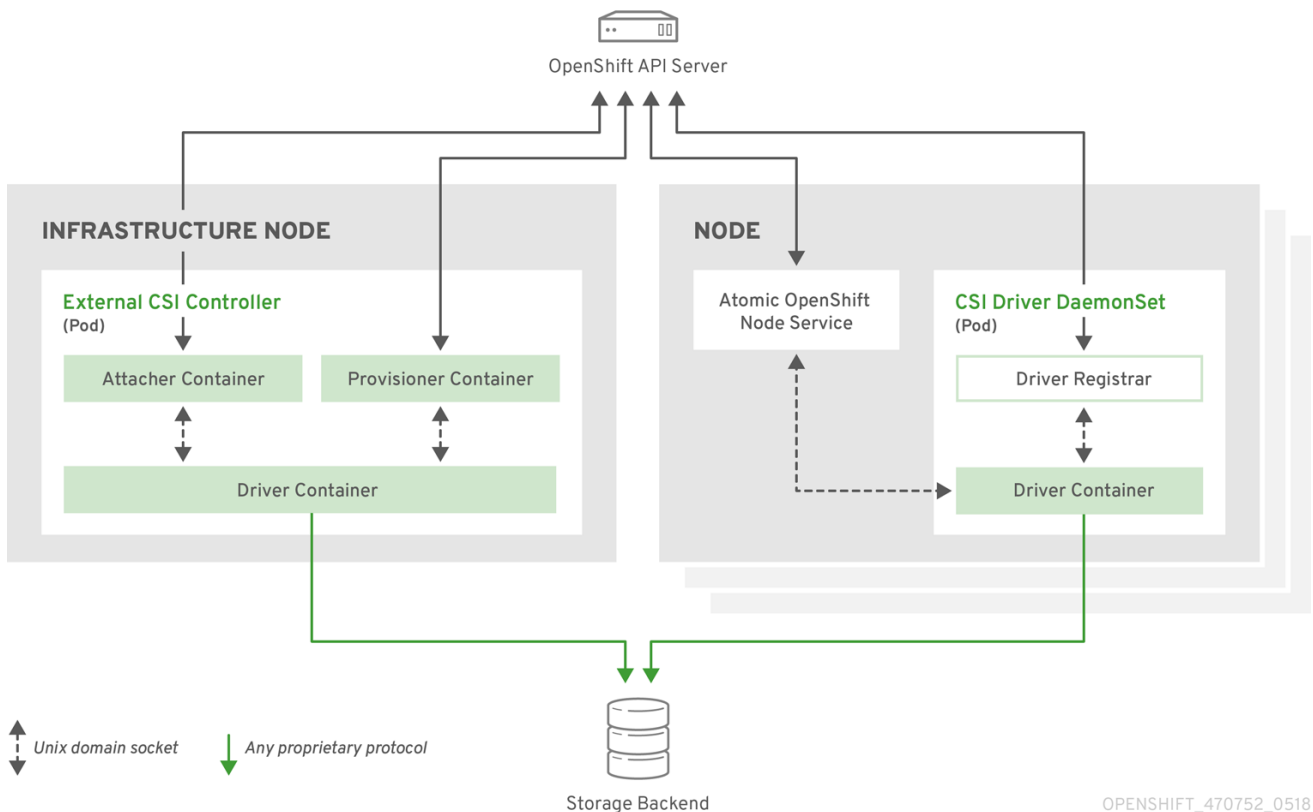 OpenShift API Server
INFRASTRUCTURE NODE
External CSI Controller
(Pod)
Attacher Container
Provisioner Container
Driver Container
NODE
Atomic OpenShift
Node Service
CSI Driver DaemonSet
(Pod)
Driver Registrar
Driver Container
Unix domain socket
Any proprietary protocol
Storage Backend
OPENSHIFT_470752_0518